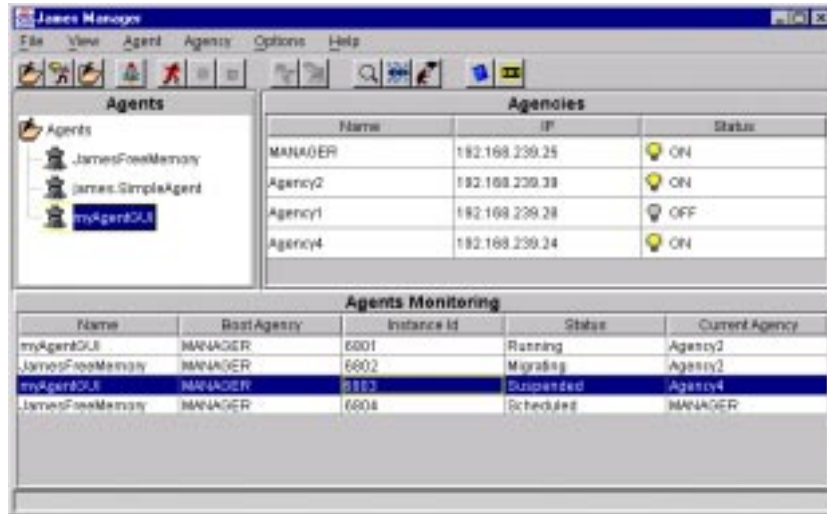 James Manager
File View Agent Agency Options Help
Agents
Agents
JamesFreeMemory
james.SimpleAgent
myAgentGUI
Agencies
Name IP Status
MANAGER 192.168.239.25 ON
Agency2 192.168.239.39 ON
Agency1 192.168.239.28 OFF
Agency4 192.168.239.24 ON
Agents Monitoring
Name Boot Agency Instance Id Status Current Agency
myAgentGUI MANAGER 6801 Running Agency2
JamesFreeMemory MANAGER 6802 Migrating Agency2
myAgentGUI MANAGER 6803 Suspended Agency4
JamesFreeMemory MANAGER 6804 Scheduled MANAGER